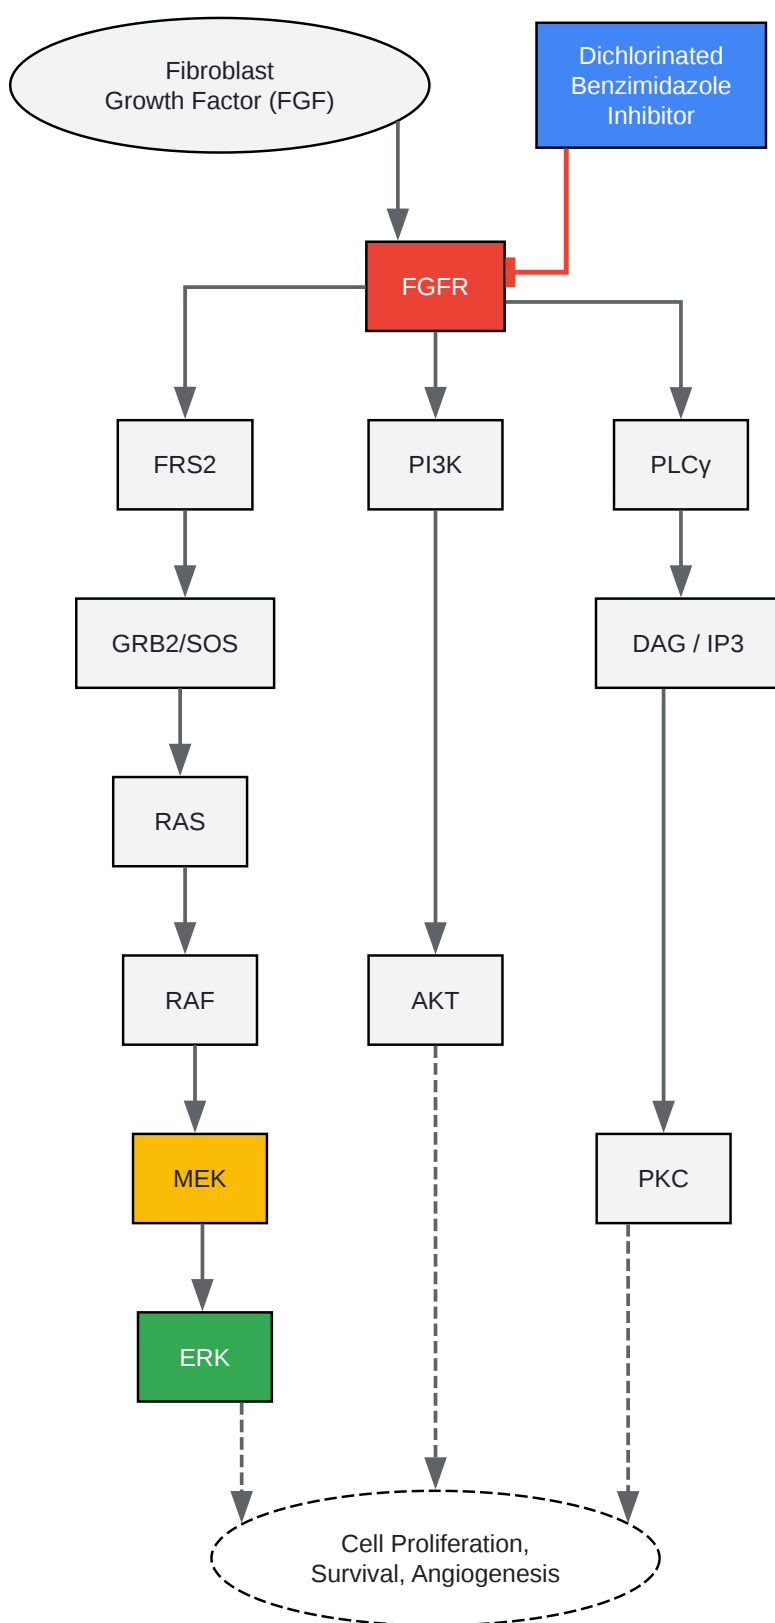 Fibroblast
Growth Factor (FGF)
Dichlorinated
Benzimidazole
Inhibitor
FGFR
FRS2
PI3K
PLCγ
GRB2/SOS
DAG / IP3
RAS
RAF
AKT
MEK
PKC
ERK
Cell Proliferation,
Survival, Angiogenesis